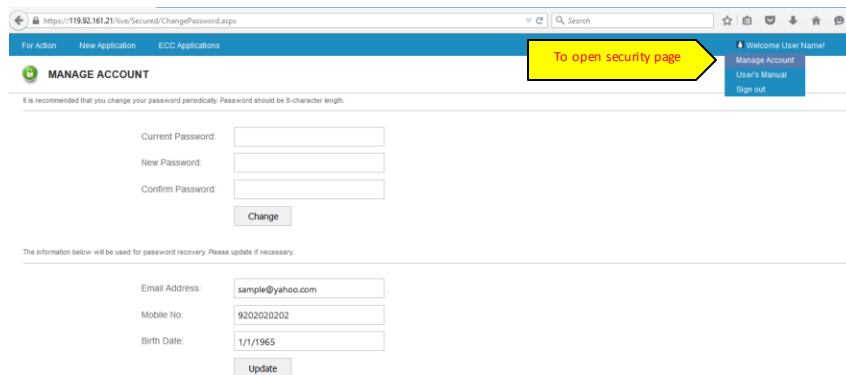 https://119.92.161.21/live/Secured/ChangePassword.aspx
Search
For Action New Application ECC Applications
Welcome User Name!
To open security page
Manage Account
User's Manual
Sign out
MANAGE ACCOUNT
It is recommended that you change your password periodically. Password should be 8-character length.
Current Password:
New Password:
Confirm Password:
Change
The information below will be used for password recovery. Please update if necessary.
Email Address: sample@yahoo.com
Mobile No: 9202020202
Birth Date: 1/1/1965
Update